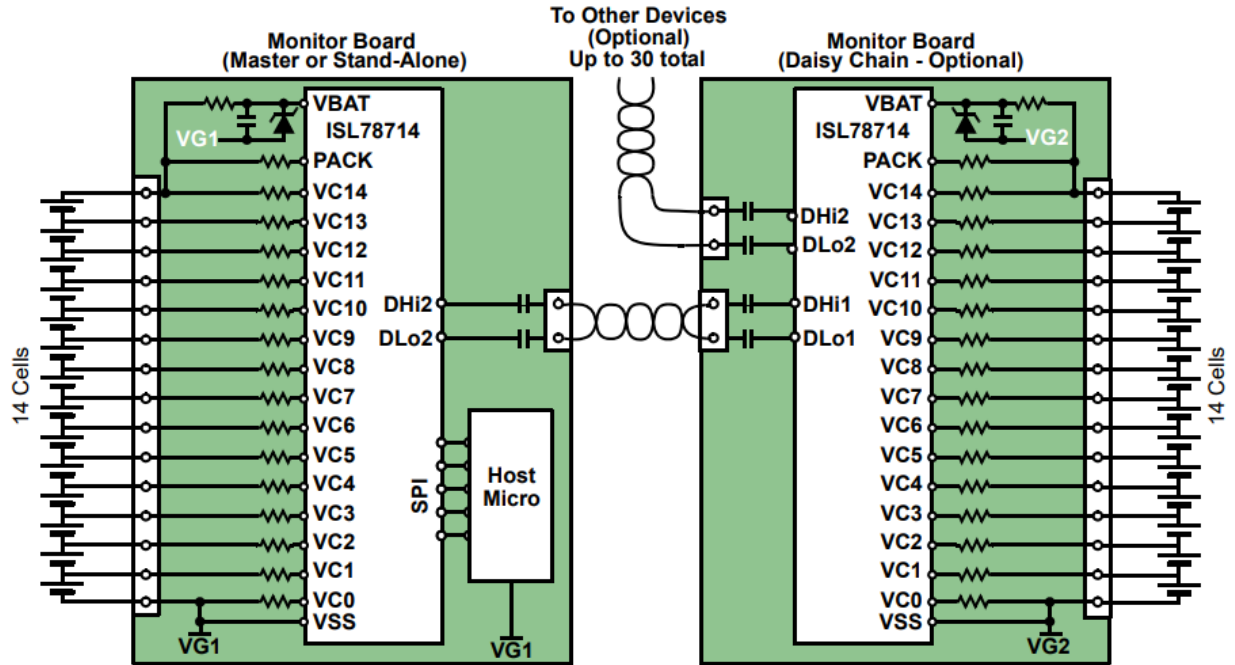 To Other Devices
(Optional)
Up to 30 total
Monitor Board
(Master or Stand-Alone)
VBAT
ISL78714
VG1
PACK
VC14
VC13
VC12
VC11
VC10
VC9
VC8
VC7
VC6
VC5
VC4
VC3
VC2
VC1
VC0
VSS
VG1
14 Cells
DHi2
DLo2
SPI
Host
Micro
VG1
Monitor Board
(Daisy Chain - Optional)
VBAT
ISL78714
VG2
PACK
VC14
DHi2
VC13
DLo2
VC12
VC11
DHi1
VC10
DLo1
VC9
VC8
VC7
VC6
VC5
VC4
VC3
VC2
VC1
VC0
VSS
VG2
14 Cells